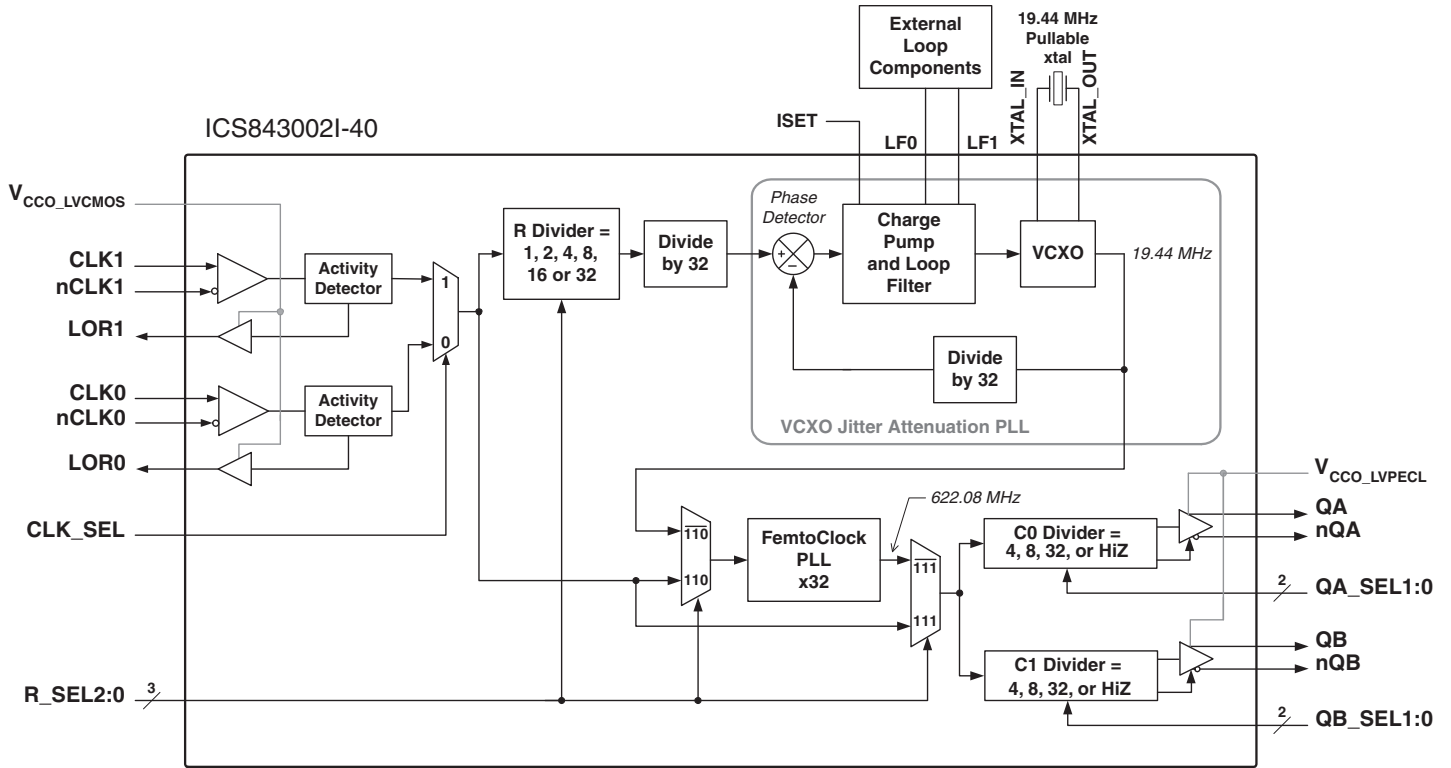 External
Loop
Components
19.44 MHz
Pullable
xtal
XTAL_IN
XTAL_OUT
ICS843002I-40
ISET
LF0
LF1
V_CCO_LVCMOS
CLK1
nCLK1
LOR1
CLK0
nCLK0
LOR0
CLK_SEL
R_SEL2:0
3
Activity
Detector
Activity
Detector
1
0
R Divider =
1, 2, 4, 8,
16 or 32
Divide
by 32
Phase
Detector
+
−
Charge
Pump
and Loop
Filter
VCXO
19.44 MHz
Divide
by 32
VCXO Jitter Attenuation PLL
110
110
FemtoClock
PLL
x32
622.08 MHz
111
111
C0 Divider =
4, 8, 32, or HiZ
C1 Divider =
4, 8, 32, or HiZ
V_CCO_LVPECL
QA
nQA
2
QA_SEL1:0
QB
nQB
2
QB_SEL1:0